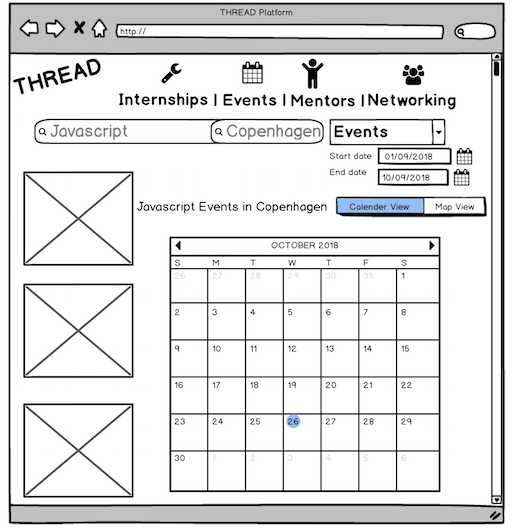 THREAD Platform
http://
THREAD
Internships | Events | Mentors | Networking
Javascript Copenhagen Events
Start date 01/09/2018
End date 10/09/2018
Javascript Events in Copenhagen Calender View Map View
OCTOBER 2018
S M T W T F S
26 27 28 29 30 31 1
2 3 4 5 6 7 8
9 10 11 12 13 14 15
16 17 18 19 20 21 22
23 24 25 26 27 28 29
30 1 2 3 4 5 6